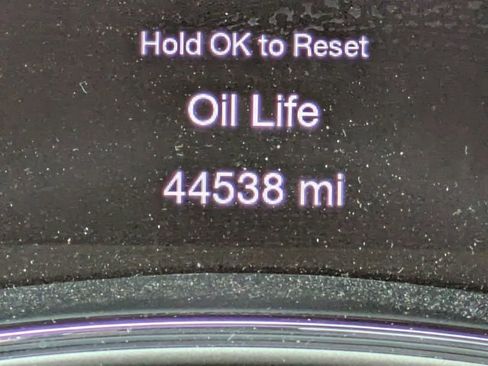 Hold OK to Reset
Oil Life
44538 mi